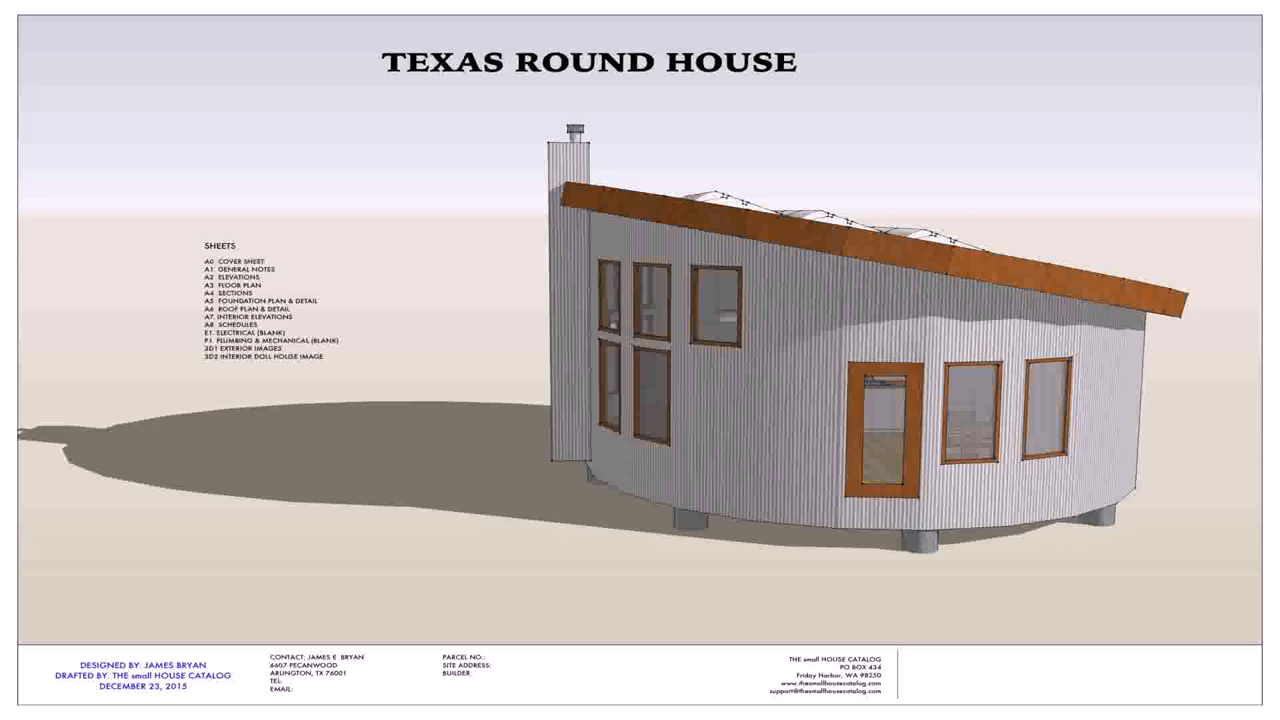 TEXAS ROUND HOUSE
SHEETS
A0 COVER SHEET
A1 GENERAL NOTES
A2 ELEVATIONS
A3 FLOOR PLAN
A4 SECTIONS
A5 FOUNDATION PLAN & DETAIL
A6 ROOF PLAN & DETAIL
A7. INTERIOR ELEVATIONS
A8 SCHEDULES
E1 ELECTRICAL (BLANK)
P.1. PLUMBING & MECHANICAL (BLANK)
3D1 EXTERIOR IMAGES
3D2 INTERIOR DOLL HOUSE IMAGE
DESIGNED BY: JAMES BRYAN
DRAFTED BY: THE small HOUSE CATALOG
DECEMBER 23, 2015
CONTACT: JAMES E. BRYAN
6607 PECANWOOD
ARLINGTON, TX 76001
TEL:
EMAIL:
PARCEL NO.:
SITE ADDRESS:
BUILDER:
THE small HOUSE CATALOG
PO BOX 434
Friday Harbor, WA 98250
www.thesmallhousecatalog.com
support@thesmallhousecatalog.com